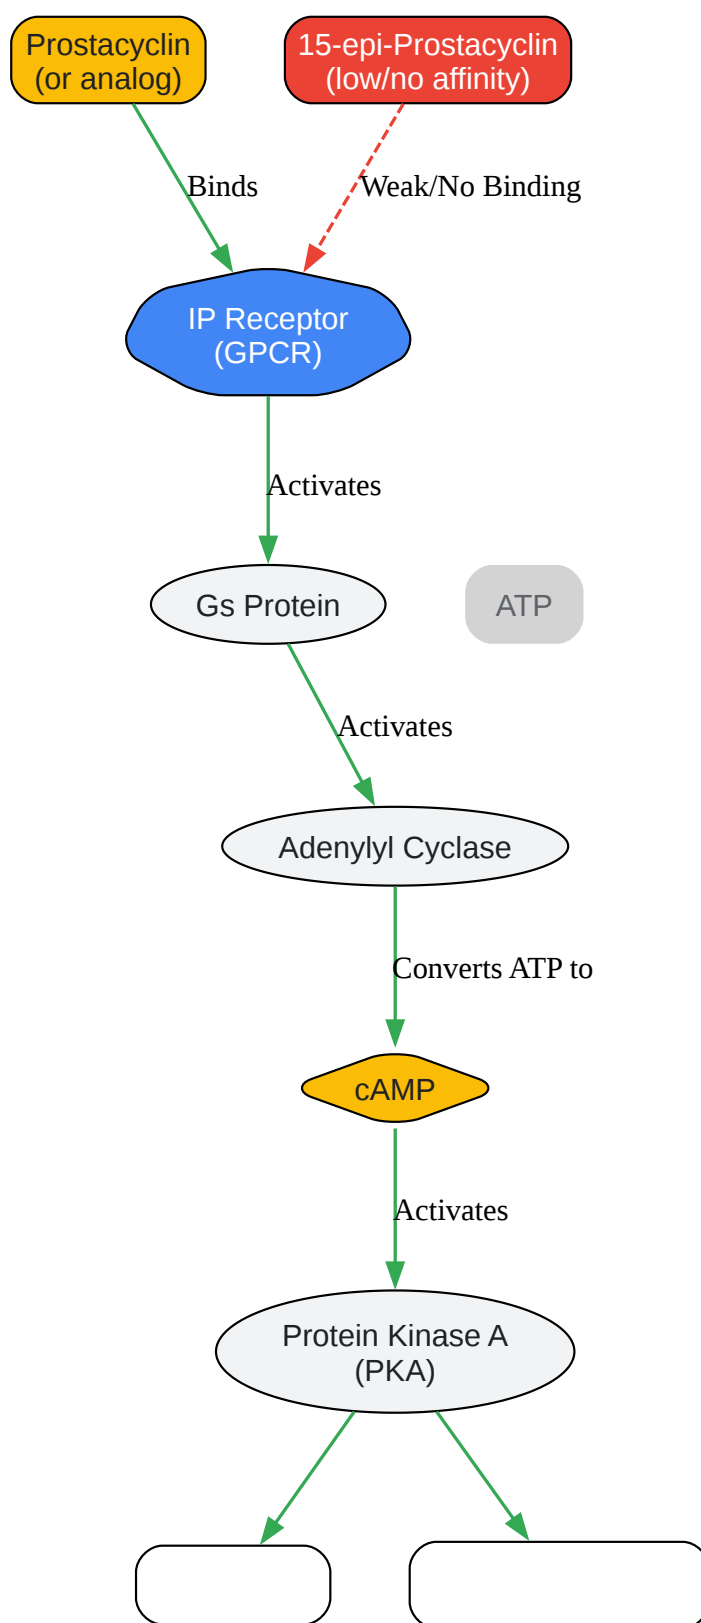 Prostacyclin
(or analog)
15-epi-Prostacyclin
(low/no affinity)
Binds
Weak/No Binding
IP Receptor
(GPCR)
Activates
Gs Protein
ATP
Activates
Adenylyl Cyclase
Converts ATP to
cAMP
Activates
Protein Kinase A
(PKA)